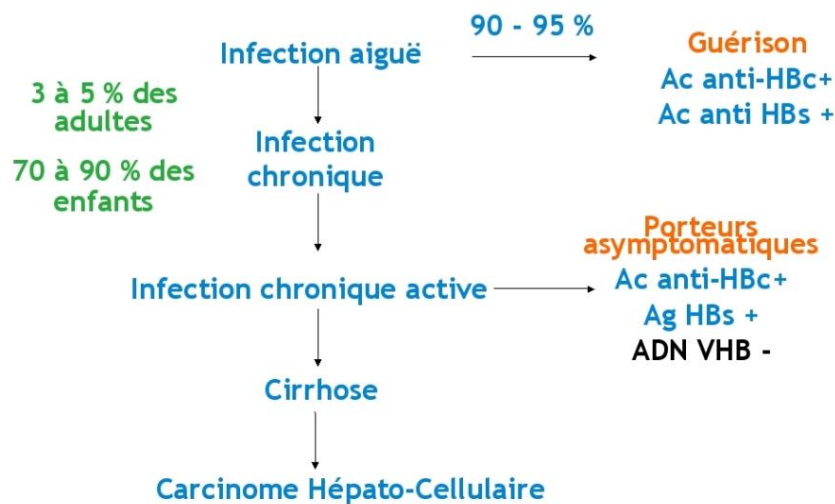 90 - 95 %
Infection aiguë
Guérison
Ac anti-HBc+
Ac anti HBs +
3 à 5 % des
adultes
Infection
chronique
70 à 90 % des
enfants
Porteurs
asymptomatiques
Infection chronique active
Ac anti-HBc+
Ag HBs +
ADN VHB -
Cirrhose
Carcinome Hépato-Cellulaire